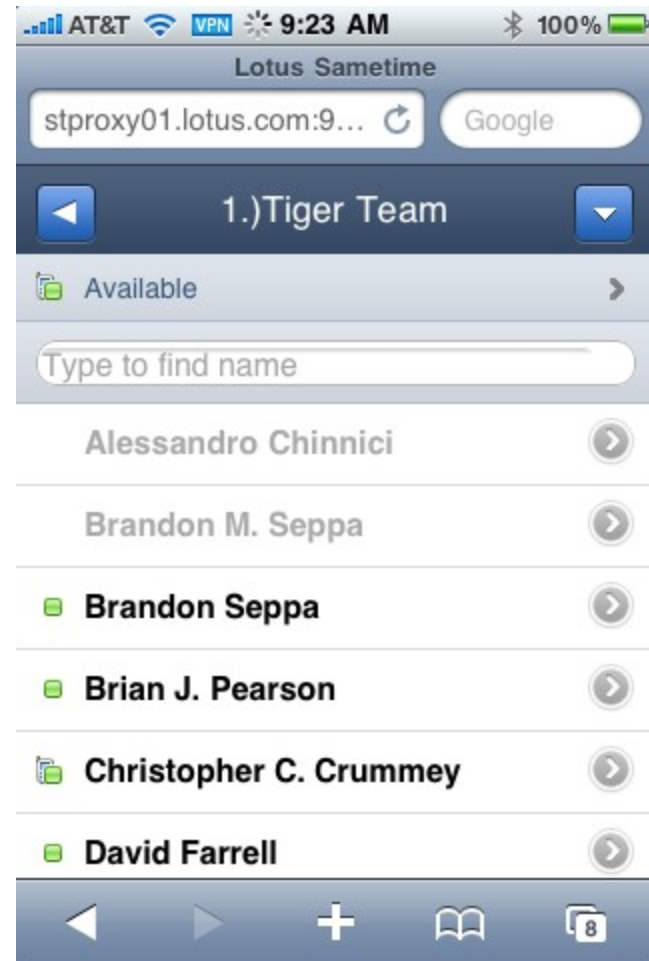 AT&T VPN 9:23 AM 100%
Lotus Sametime
stproxy01.lotus.com:9... Google
1.)Tiger Team
Available
Type to find name
Alessandro Chinnici
Brandon M. Seppa
Brandon Seppa
Brian J. Pearson
Christopher C. Crummey
David Farrell
8